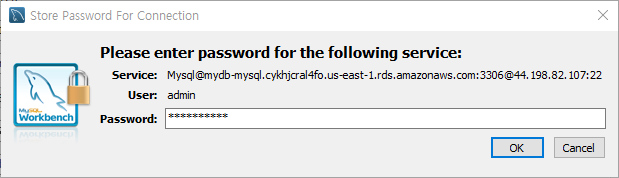 Store Password For Connection
Please enter password for the following service:
Service: Mysql@mydb-mysql.cykhjcral4fo.us-east-1.rds.amazonaws.com:3306@44.198.82.107:22
User: admin
Password: **********
MySQL
Workbench
OK Cancel